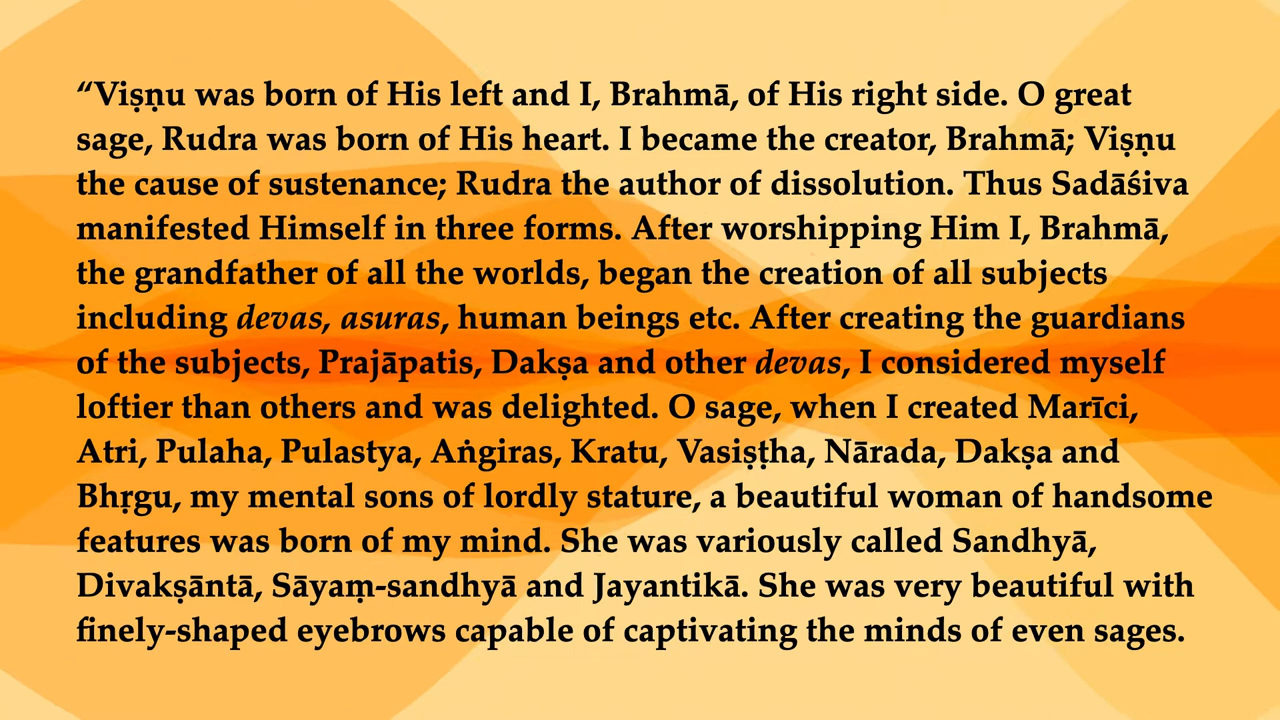 “Viṣṇu was born of His left and I, Brahmā, of His right side. O great
sage, Rudra was born of His heart. I became the creator, Brahmā; Viṣṇu
the cause of sustenance; Rudra the author of dissolution. Thus Sadāśiva
manifested Himself in three forms. After worshipping Him I, Brahmā,
the grandfather of all the worlds, began the creation of all subjects
including devas, asuras, human beings etc. After creating the guardians
of the subjects, Prajāpatis, Dakṣa and other devas, I considered myself
loftier than others and was delighted. O sage, when I created Marīci,
Atri, Pulaha, Pulastya, Aṅgiras, Kratu, Vasiṣṭha, Nārada, Dakṣa and
Bhṛgu, my mental sons of lordly stature, a beautiful woman of handsome
features was born of my mind. She was variously called Sandhyā,
Divakṣāntā, Sāyaṃ-sandhyā and Jayantikā. She was very beautiful with
finely-shaped eyebrows capable of captivating the minds of even sages.